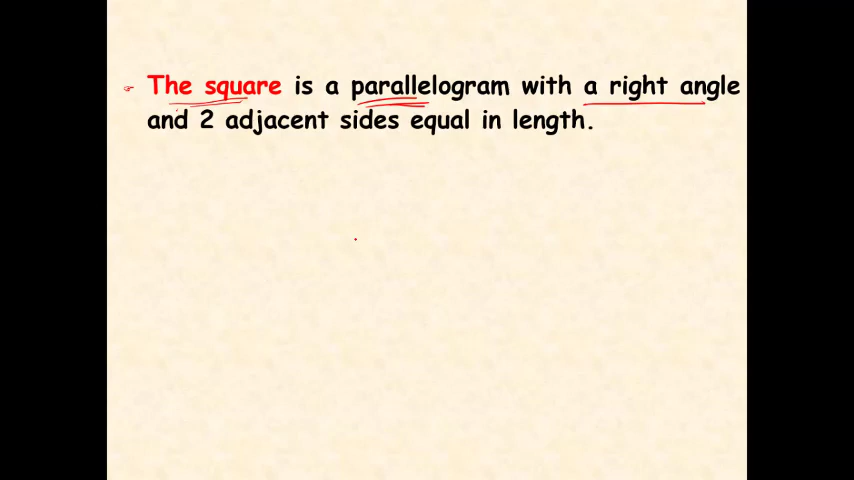 The square is a parallelogram with a right angle
and 2 adjacent sides equal in length.